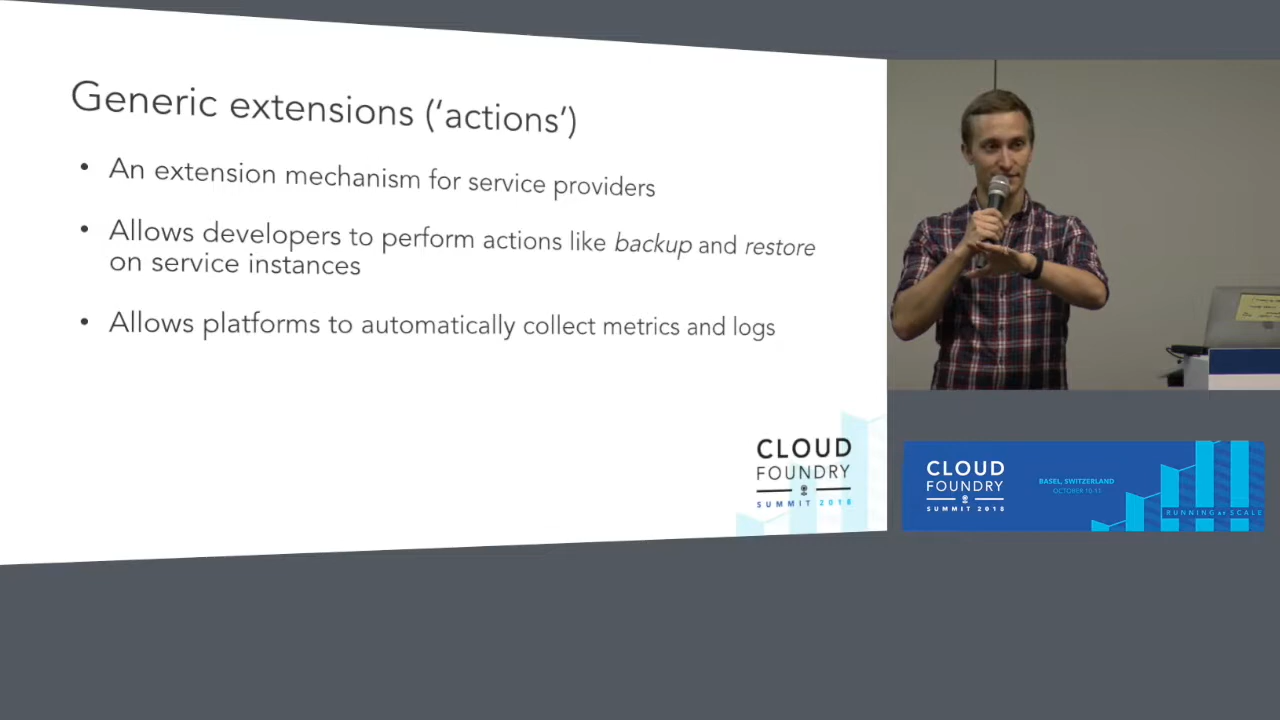 Generic extensions (‘actions’)
• An extension mechanism for service providers
• Allows developers to perform actions like backup and restore
on service instances
• Allows platforms to automatically collect metrics and logs
CLOUD
FOUNDRY
SUMMIT 2018
CLOUD
FOUNDRY
SUMMIT 2018
BASEL, SWITZERLAND
OCTOBER 10-11
RUNNING AT SCALE